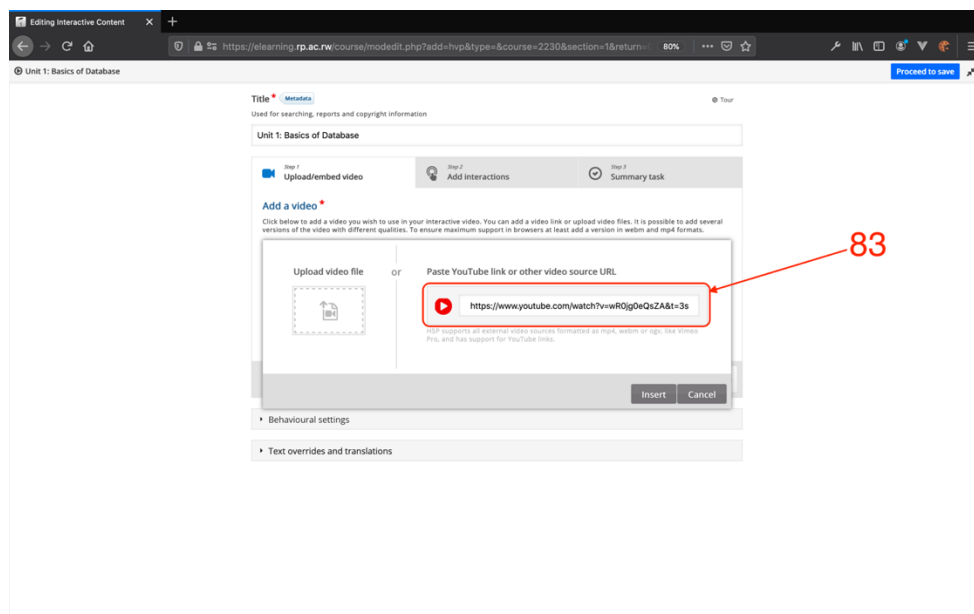 Editing Interactive Content
https://elearning.rp.ac.rw/course/modedit.php?add=hvp&type=&course=2230&section=1&return=
80%
Unit 1: Basics of Database
Proceed to save
Title * Metadata
Tour
Used for searching, reports and copyright information
Unit 1: Basics of Database
Step 1
Upload/embed video
Step 2
Add interactions
Step 3
Summary task
Add a video *
Click below to add a video you wish to use in your interactive video. You can add a video link or upload video files. It is possible to add several
versions of the video with different qualities. To ensure maximum support in browsers at least add a version in webm and mp4 formats.
83
Upload video file
or
Paste YouTube link or other video source URL
https://www.youtube.com/watch?v=wR0jg0eQsZA&t=3s
H5P supports all external video sources formatted as mp4, webm or ogv, like Vimeo
Pro, and has support for YouTube links.
Insert
Cancel
Behavioural settings
Text overrides and translations